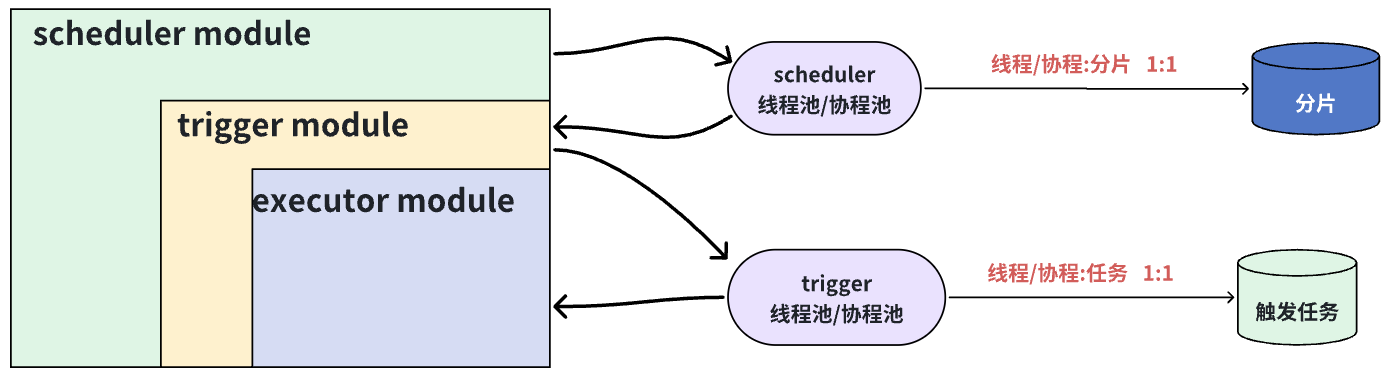 scheduler module
trigger module
executor module
scheduler
线程池/协程池
线程/协程:分片 1:1
分片
trigger
线程池/协程池
线程/协程:任务 1:1
触发任务